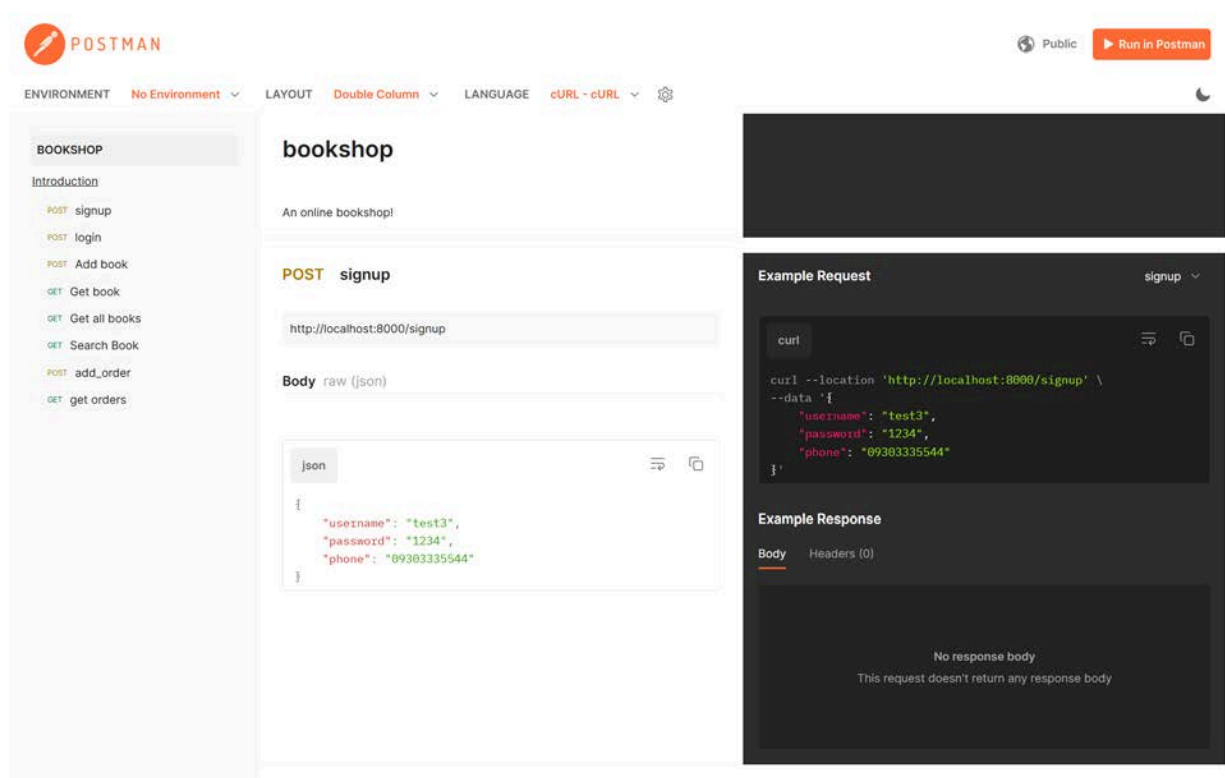 POSTMAN
Public
Run in Postman
ENVIRONMENT No Environment LAYOUT Double Column LANGUAGE cURL - cURL
BOOKSHOP
Introduction
POST signup
POST login
POST Add book
GET Get book
GET Get all books
GET Search Book
POST add_order
GET get orders
bookshop
An online bookshop!
POST signup
http://localhost:8000/signup
Body raw (json)
json
{
"username": "test3",
"password": "1234",
"phone": "09303335544"
}
Example Request
signup
curl
curl --location 'http://localhost:8000/signup' \
--data '{
"username": "test3",
"password": "1234",
"phone": "09303335544"
}'
Example Response
Body Headers (0)
No response body
This request doesn't return any response body